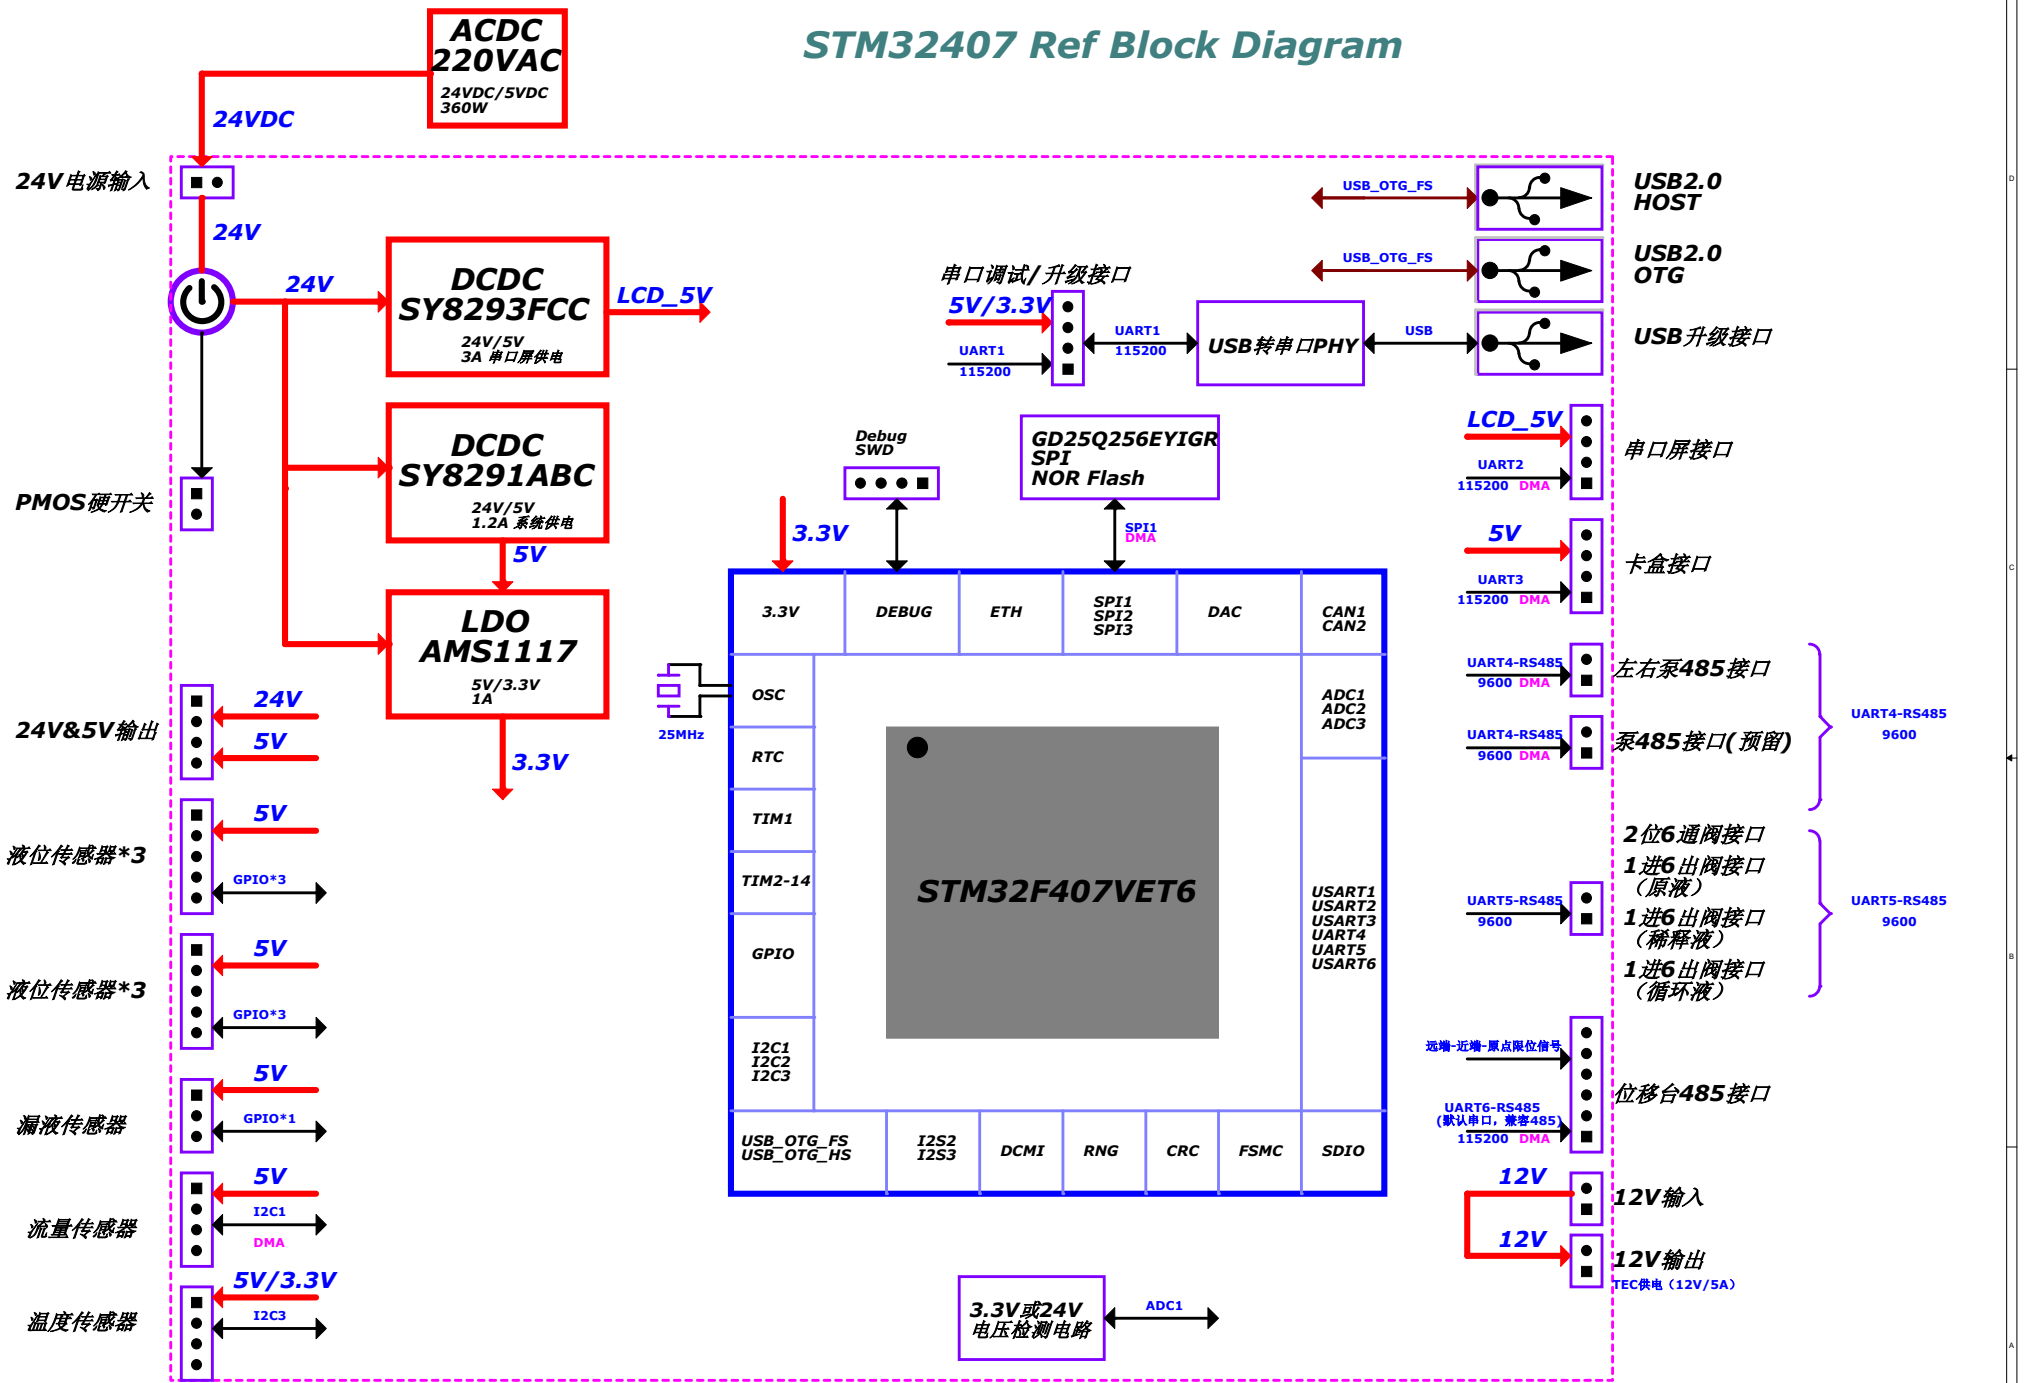 STM32407 Ref Block Diagram
ACDC
220VAC
24VDC/5VDC
360W
24VDC
24V电源输入
24V
24V
DCDC
SY8293FCC
24V/5V
3A 串口屏供电
LCD_5V
DCDC
SY8291ABC
24V/5V
1.2A 系统供电
5V
PMOS硬开关
LDO
AMS1117
5V/3.3V
1A
3.3V
24V&5V输出
24V
5V
液位传感器*3
5V
GPIO*3
液位传感器*3
5V
GPIO*3
漏液传感器
5V
GPIO*1
流量传感器
5V
I2C1
DMA
温度传感器
5V/3.3V
I2C3
串口调试/升级接口
5V/3.3V
UART1
115200
UART1
115200
USB转串口PHY
USB
USB_OTG_FS
USB2.0
HOST
USB_OTG_FS
USB2.0
OTG
USB升级接口
Debug
SWD
GD25Q256EYIGR
SPI
NOR Flash
3.3V
SPI1
DMA
3.3V
DEBUG
ETH
SPI1
SPI2
SPI3
DAC
CAN1
CAN2
OSC
25MHz
RTC
TIM1
TIM2-14
GPIO
I2C1
I2C2
I2C3
ADC1
ADC2
ADC3
STM32F407VET6
USART1
USART2
USART3
UART4
UART5
USART6
USB_OTG_FS
USB_OTG_HS
I2S2
I2S3
DCMI
RNG
CRC
FSMC
SDIO
3.3V或24V
电压检测电路
ADC1
LCD_5V
UART2
115200 DMA
串口屏接口
5V
UART3
115200 DMA
卡盒接口
UART4-RS485
9600 DMA
左右泵485接口
UART4-RS485
9600 DMA
泵485接口(预留)
UART4-RS485
9600
UART5-RS485
9600
2位6通阀接口
1进6出阀接口
（原液）
1进6出阀接口
（稀释液）
1进6出阀接口
（循环液）
UART5-RS485
9600
远端-近端-原点限位信号
UART6-RS485
(默认串口，兼容485)
115200 DMA
位移台485接口
12V
12V输入
12V
12V输出
TEC供电（12V/5A）
D
C
B
A